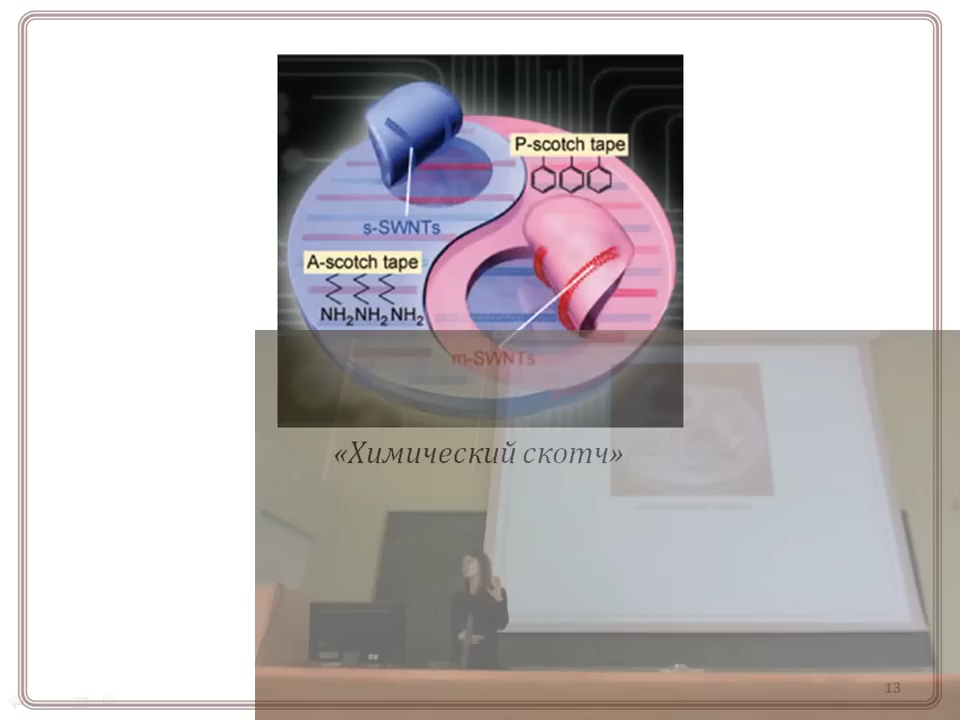 P-scotch tape
s-SWNTs
A-scotch tape
NH2NH2NH2
m-SWNTs
«Химический скотч»
13